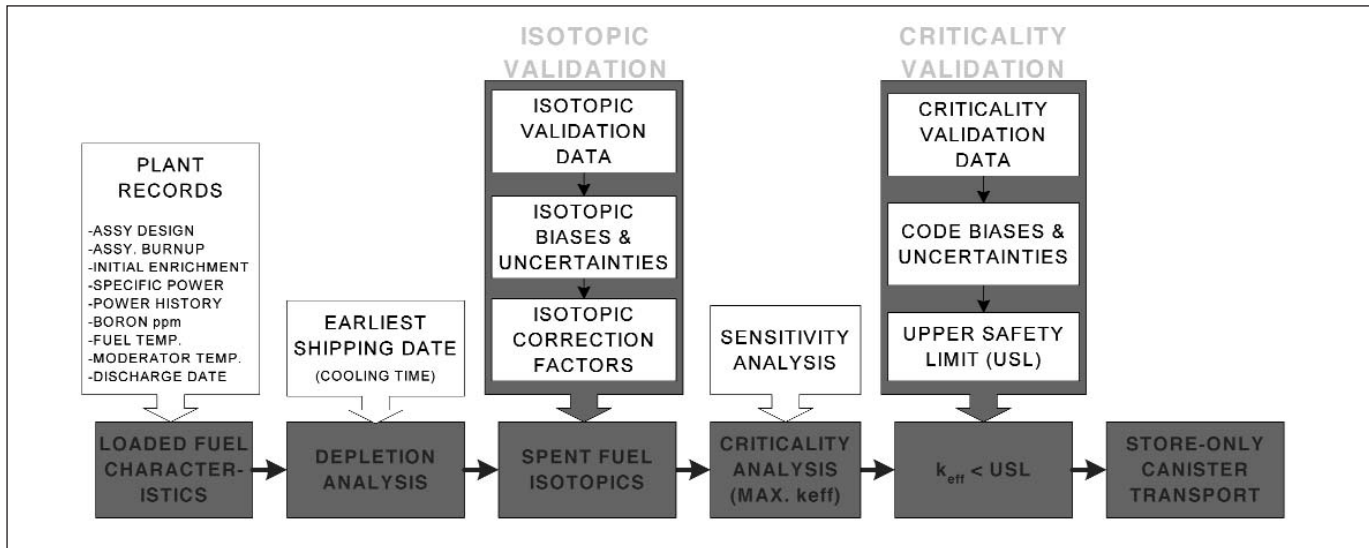 ISOTOPIC
VALIDATION
CRITICALITY
VALIDATION
PLANT
RECORDS
-ASSY DESIGN
-ASSY. BURNUP
-INITIAL ENRICHMENT
-SPECIFIC POWER
-POWER HISTORY
-BORON ppm
-FUEL TEMP.
-MODERATOR TEMP.
-DISCHARGE DATE
EARLIEST
SHIPPING DATE
(COOLING TIME)
ISOTOPIC
VALIDATION
DATA
ISOTOPIC
BIASES &
UNCERTAINTIES
ISOTOPIC
CORRECTION
FACTORS
SENSITIVITY
ANALYSIS
CRITICALITY
VALIDATION
DATA
CODE BIASES &
UNCERTAINTIES
UPPER SAFETY
LIMIT (USL)
LOADED FUEL
CHARACTER-
ISTICS
DEPLETION
ANALYSIS
SPENT FUEL
ISOTOPICS
CRITICALITY
ANALYSIS
(MAX. keff)
keff < USL
STORE-ONLY
CANISTER
TRANSPORT